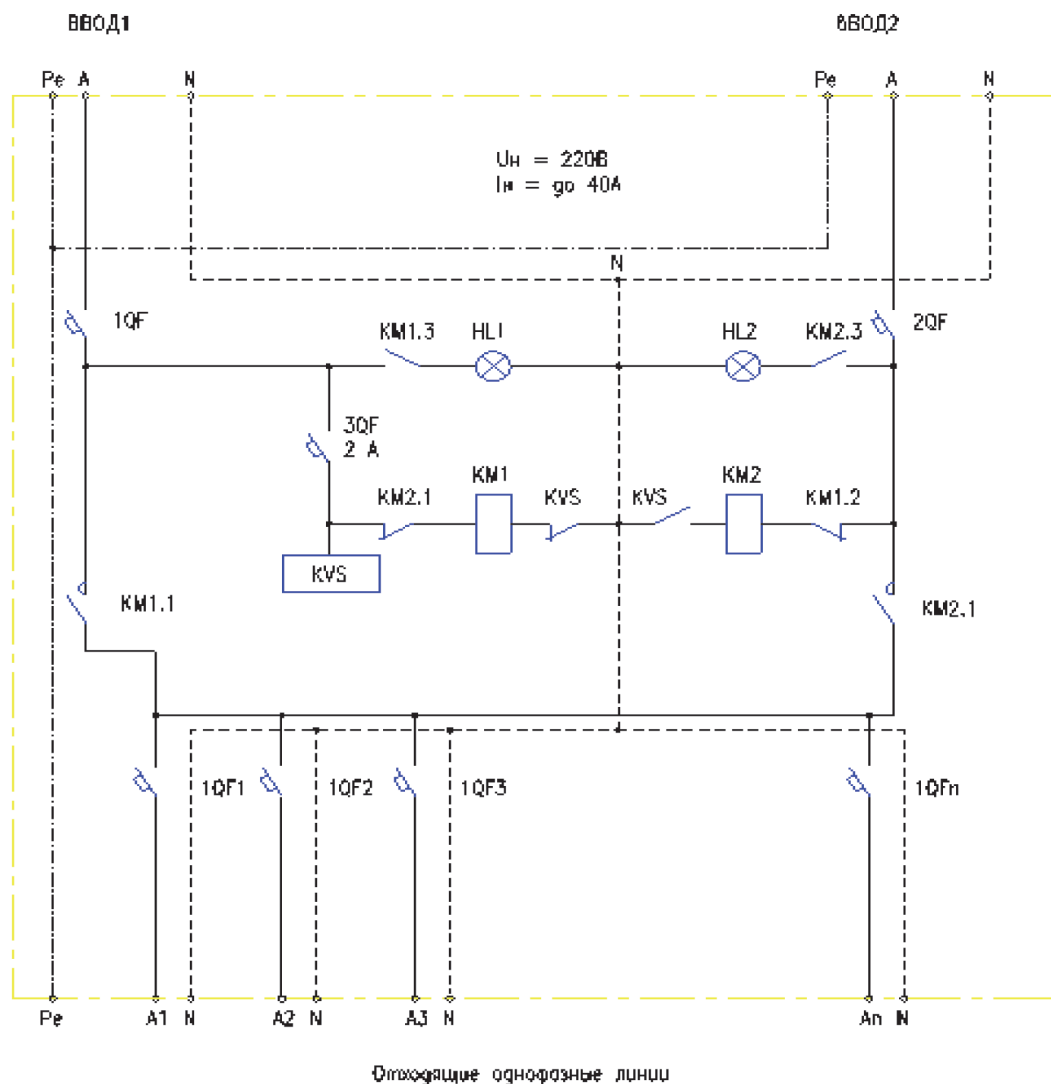 ВВОД1
ВВОД2
Pe A N
Pe A N
Uн = 220В
Iн = до 40А
N
1QF
KM1.3
HL1
HL2
KM2.3
2QF
3QF
2 A
KM2.1
KM1
KVS
KVS
KM2
KM1.2
KVS
KM1.1
KM2.1
1QF1
1QF2
1QF3
1QFn
Pe A1 N A2 N A3 N An N
Отходящие однофазные линии